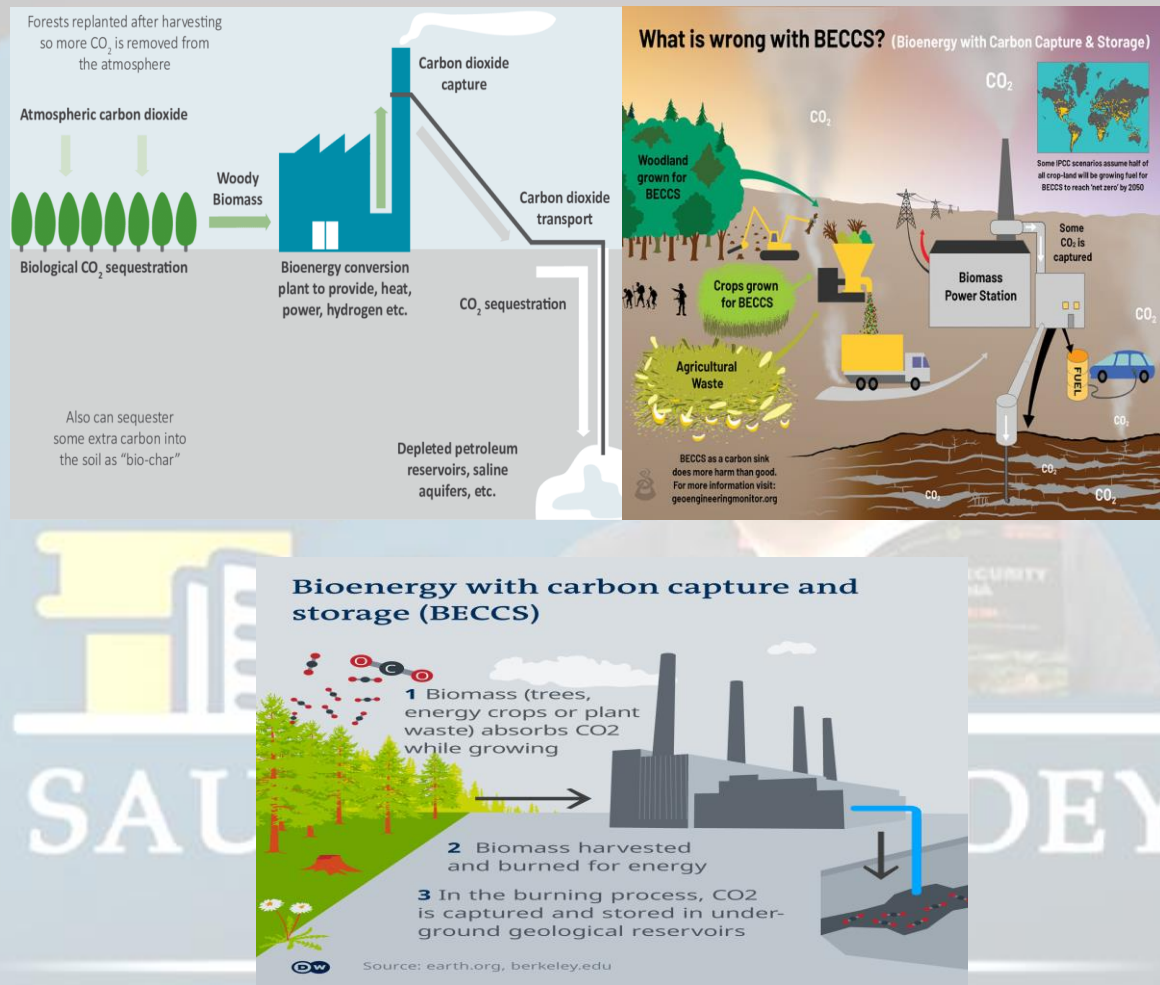 Forests replanted after harvesting
so more CO₂ is removed from
the atmosphere
Atmospheric carbon dioxide
Woody
Biomass
Biological CO₂ sequestration
Bioenergy conversion
plant to provide, heat,
power, hydrogen etc.
Carbon dioxide
capture
Carbon dioxide
transport
CO₂ sequestration
Also can sequester
some extra carbon into
the soil as "bio-char"
Depleted petroleum
reservoirs, saline
aquifers, etc.
What is wrong with BECCS? (Bioenergy with Carbon Capture & Storage)
CO₂
CO₂
Some IPCC scenarios assume half of
all crop-land will be growing fuel for
BECCS to reach 'net zero' by 2050
Woodland
grown for
BECCS
Some
CO₂ is
captured
Biomass
Power Station
Crops grown
for BECCS
CO₂
Agricultural
Waste
FUEL
CO₂
BECCS as a carbon sink
does more harm than good.
For more information visit:
geoengineeringmonitor.org
CO₂
CO₂
CO₂
Bioenergy with carbon capture and
storage (BECCS)
O C O
1 Biomass (trees,
energy crops or plant
waste) absorbs CO2
while growing
2 Biomass harvested
and burned for energy
3 In the burning process, CO2
is captured and stored in under-
ground geological reservoirs
DW Source: earth.org, berkeley.edu
SAU
DEY